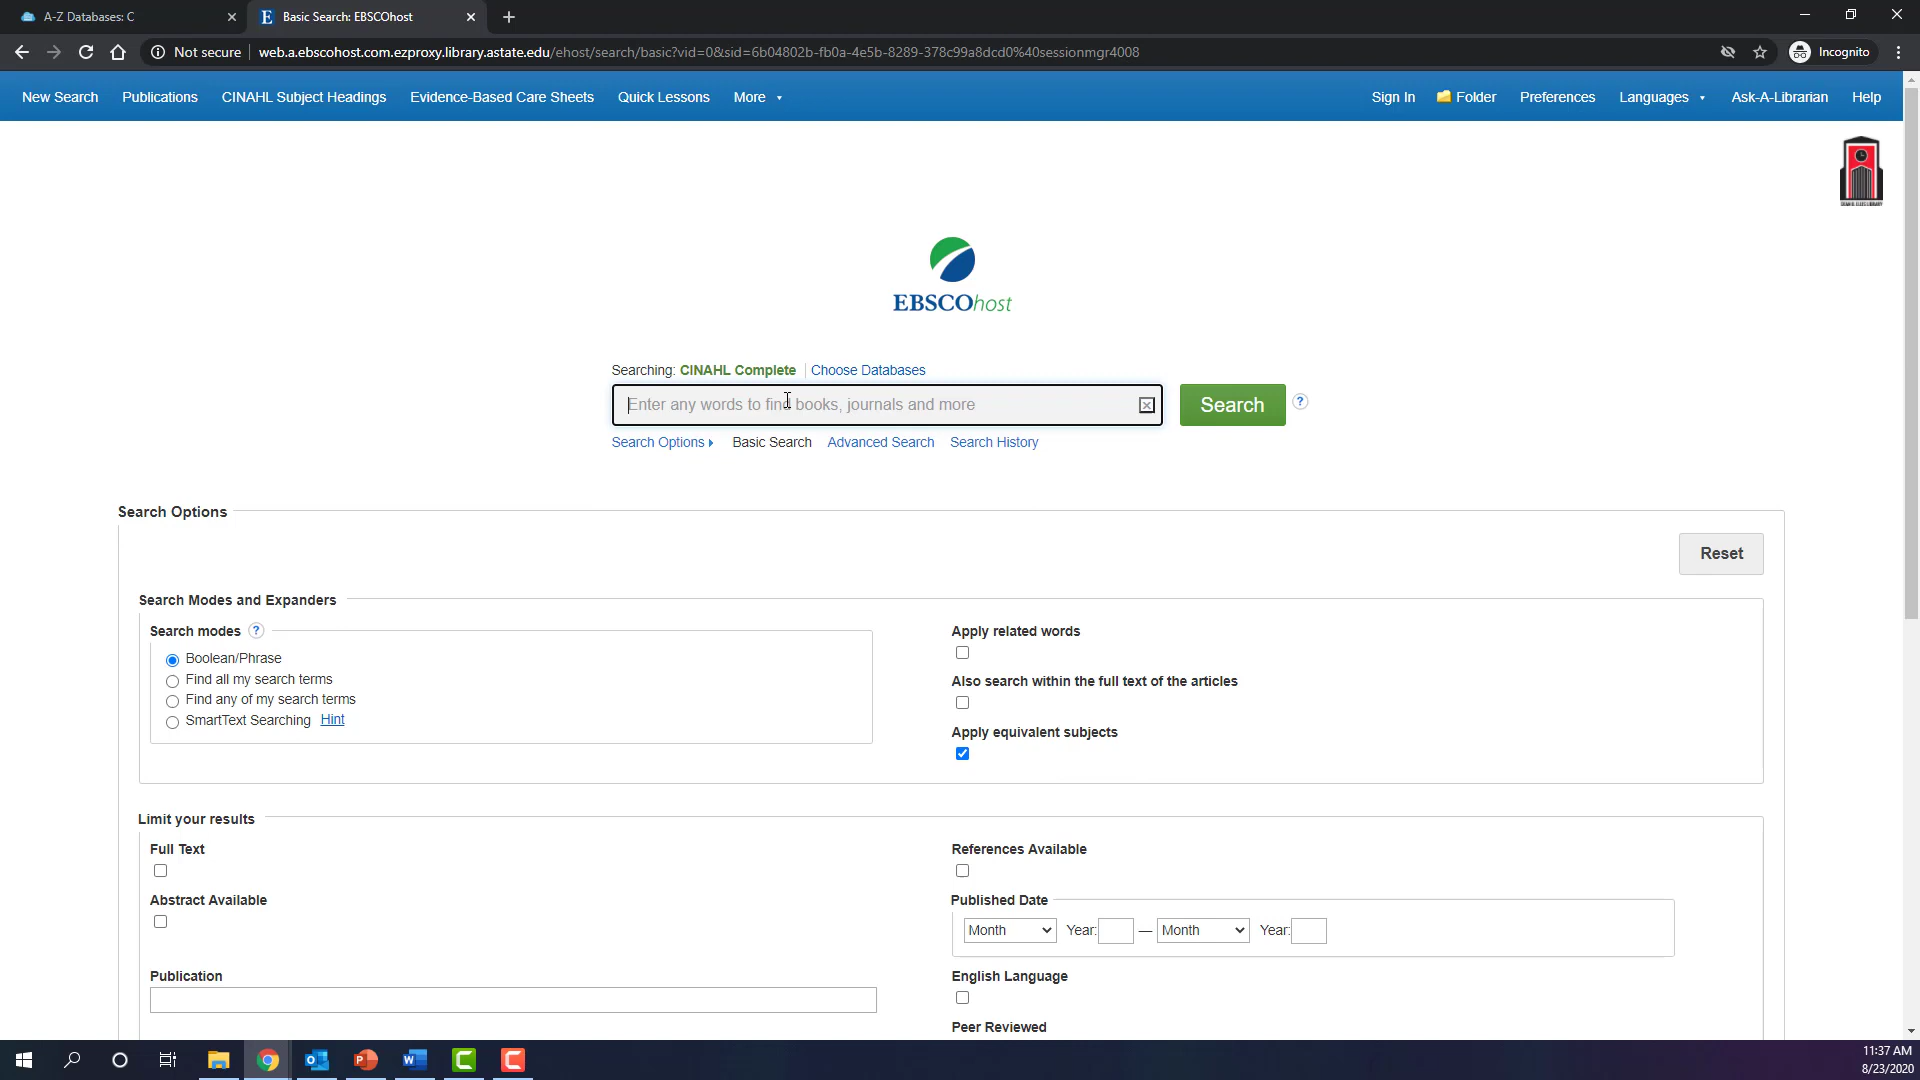 A-Z Databases: C
Basic Search: EBSCOhost
Not secure
web.a.ebscohost.com.ezproxy.library.astate.edu/ehost/search/basic?vid=0&sid=6b04802b-fb0a-4e5b-8289-378c99a8dcd0%40sessionmgr4008
Incognito
New Search Publications CINAHL Subject Headings Evidence-Based Care Sheets Quick Lessons More
Sign In Folder Preferences Languages Ask-A-Librarian Help
EBSCOhost
Searching: CINAHL Complete Choose Databases
Enter any words to find books, journals and more
Search
Search Options Basic Search Advanced Search Search History
Search Options
Reset
Search Modes and Expanders
Search modes
Boolean/Phrase
Find all my search terms
Find any of my search terms
SmartText Searching Hint
Apply related words
Also search within the full text of the articles
Apply equivalent subjects
Limit your results
Full Text
Abstract Available
Publication
References Available
Published Date
Month Year: — Month Year:
English Language
Peer Reviewed
11:37 AM
8/23/2020